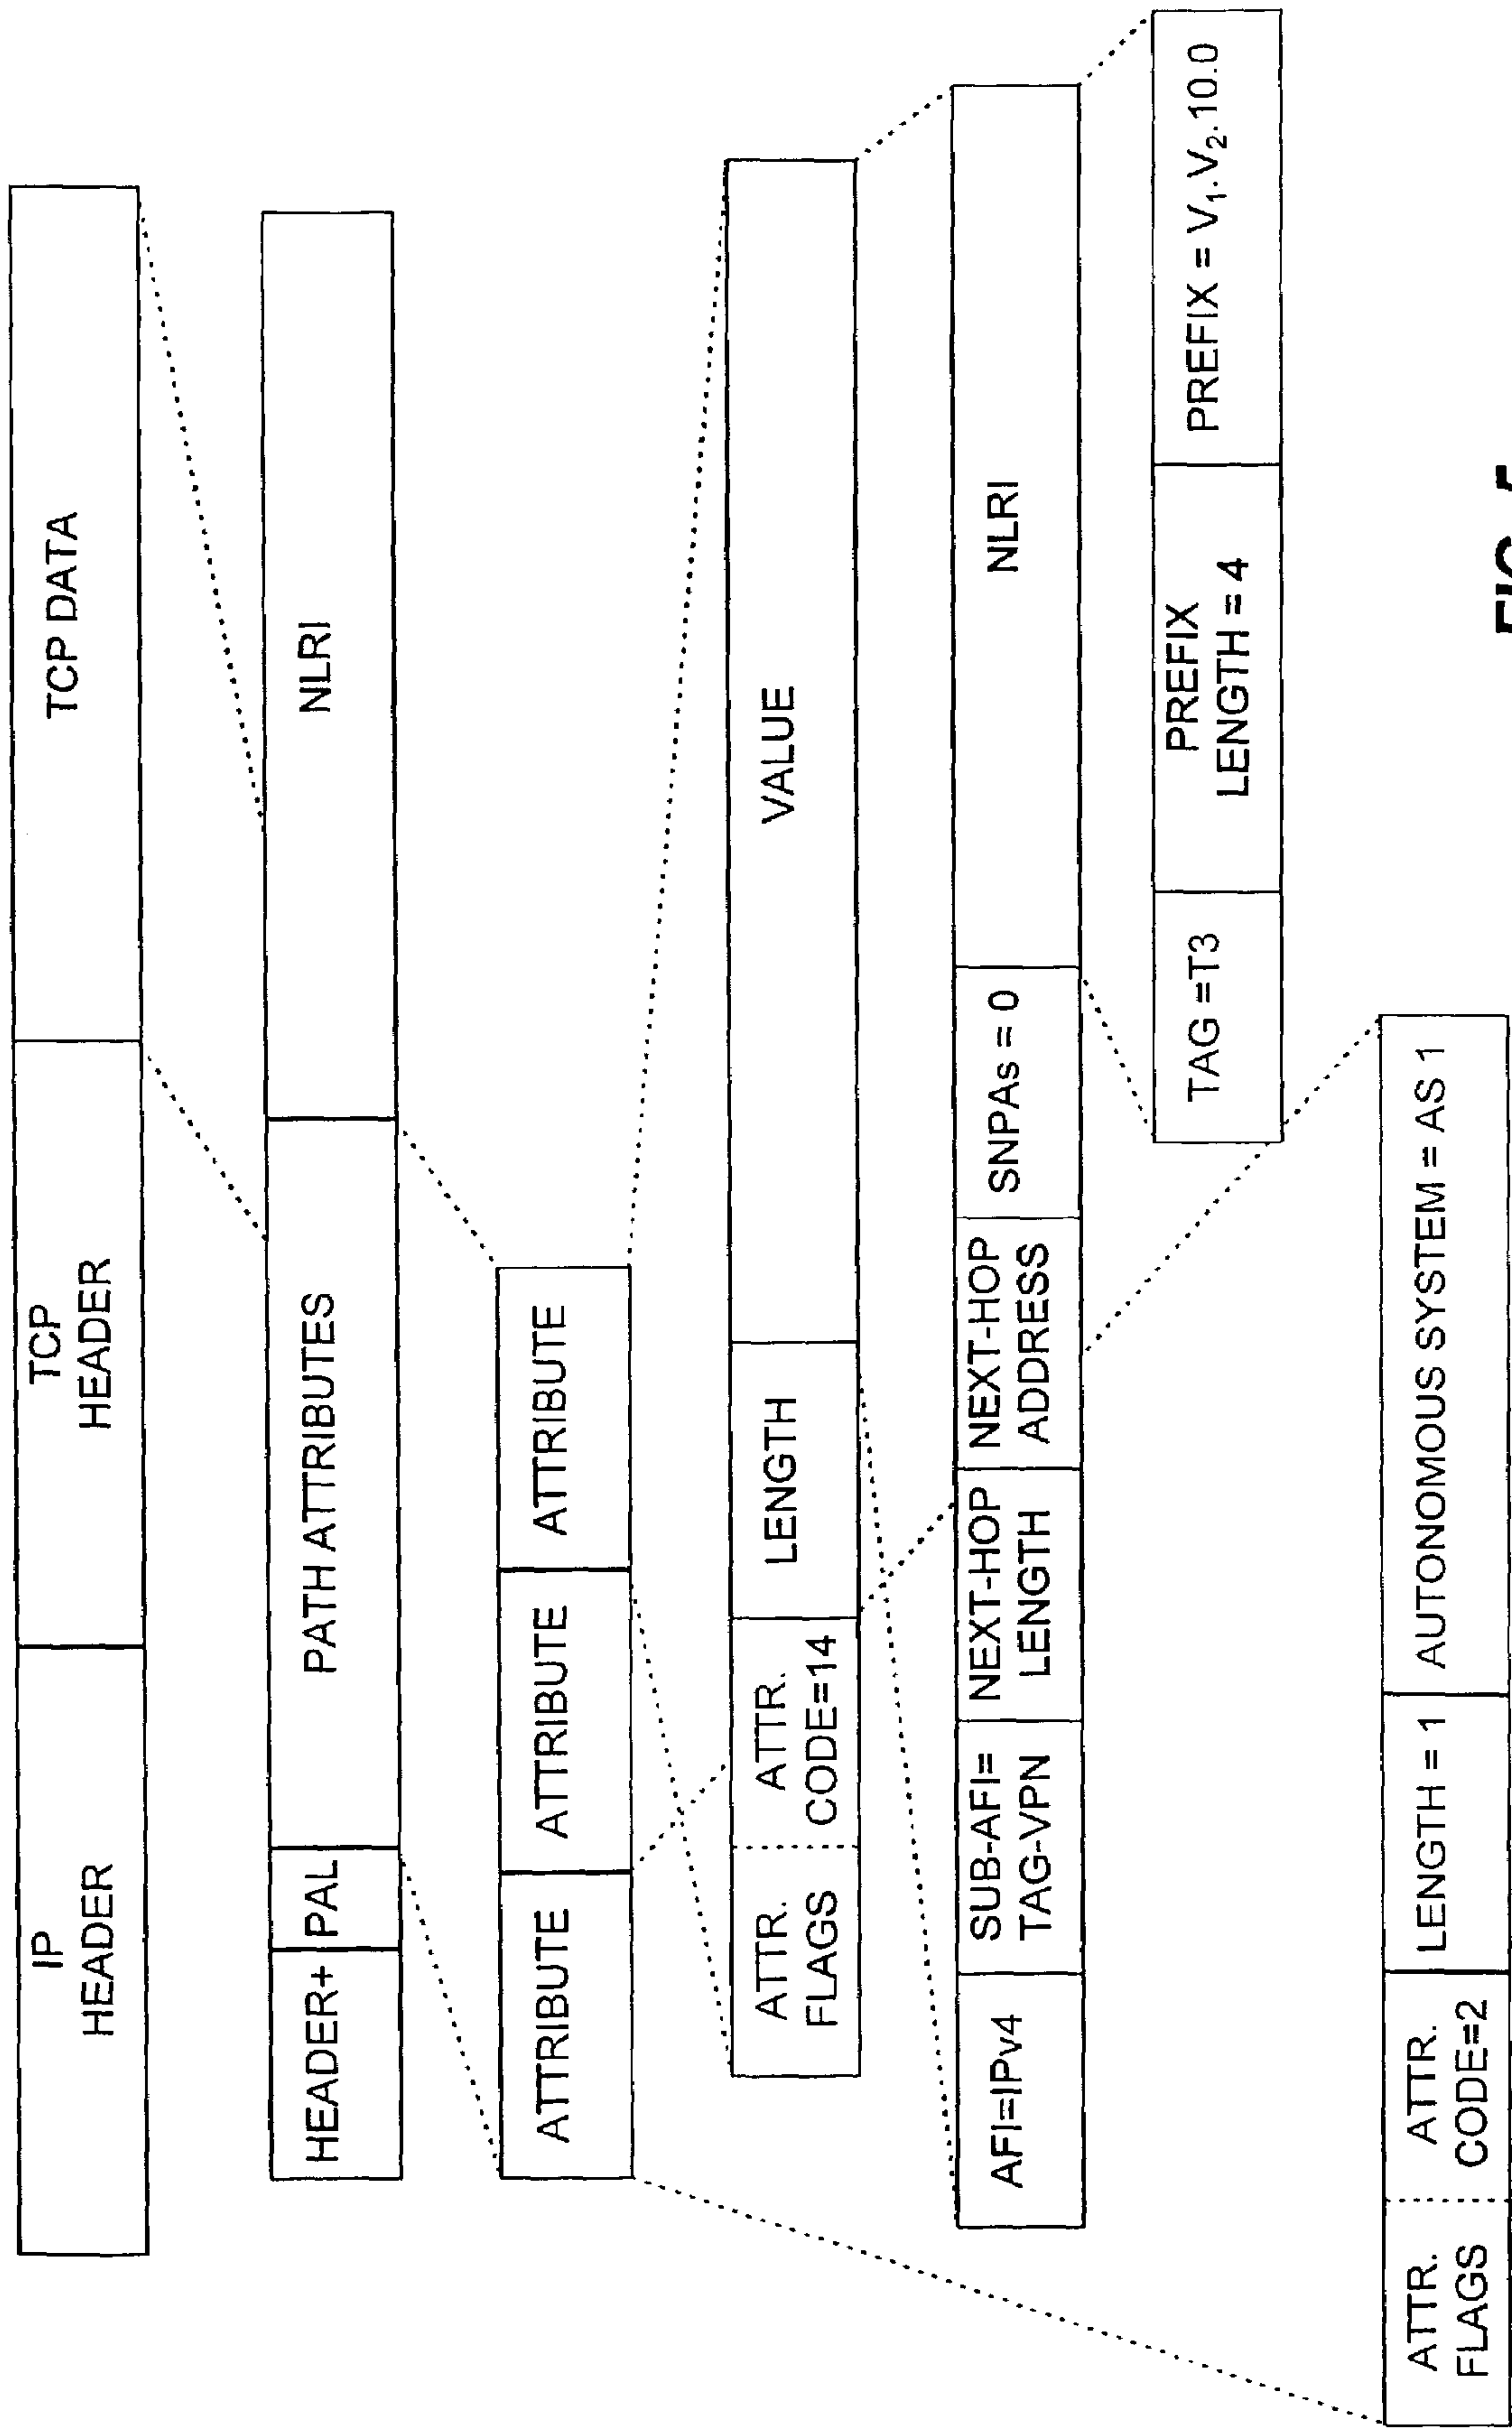 IP
HEADER
TCP
HEADER
TCP DATA
HEADER+
PAL
PATH ATTRIBUTES
NLRI
ATTRIBUTE
ATTRIBUTE
ATTRIBUTE
ATTR.
FLAGS
ATTR.
CODE=14
LENGTH
VALUE
AFI=IPv4
SUB-AFI=
TAG-VPN
NEXT-HOP
LENGTH
NEXT-HOP
ADDRESS
SNPAs = 0
NLRI
TAG =T3
PREFIX
LENGTH = 4
PREFIX = V₁.V₂.10.0
ATTR.
FLAGS
ATTR.
CODE=2
LENGTH = 1
AUTONOMOUS SYSTEM = AS 1
FIG.